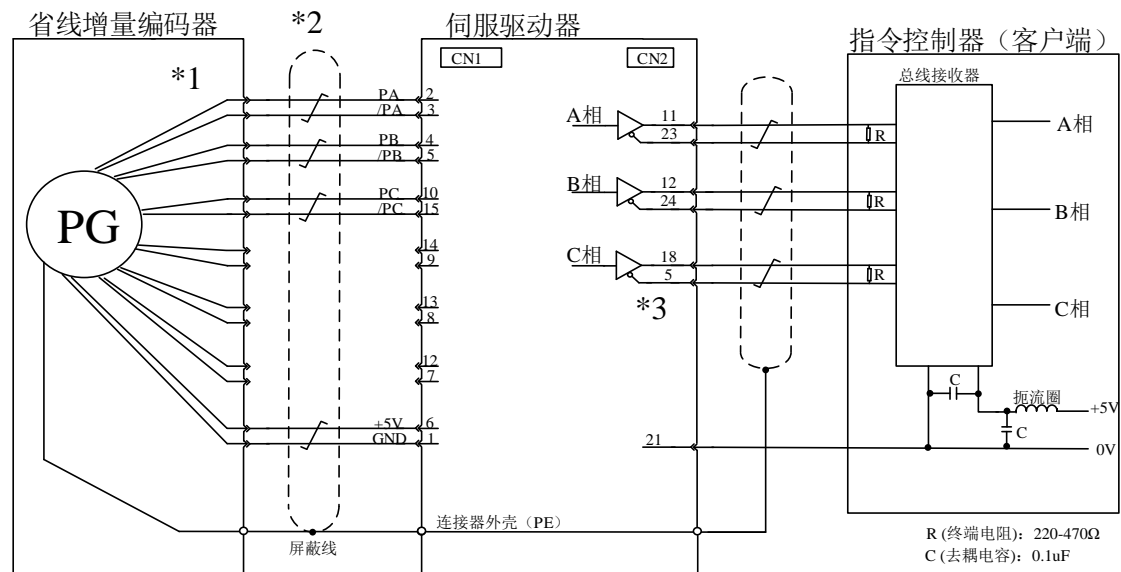 省线增量编码器
*2
伺服驱动器
指令控制器（客户端）
CN1
CN2
总线接收器
*1
PA 2
/PA 3
PB 4
/PB 5
PC 10
/PC 15
14
9
13
8
12
7
+5V 6
GND 1
PG
A相
11
23
R
A相
B相
12
24
R
B相
C相
18
5
R
C相
*3
C
扼流圈
+5V
C
21
0V
连接器外壳（PE）
屏蔽线
R (终端电阻)：220-470Ω
C (去耦电容)：0.1uF